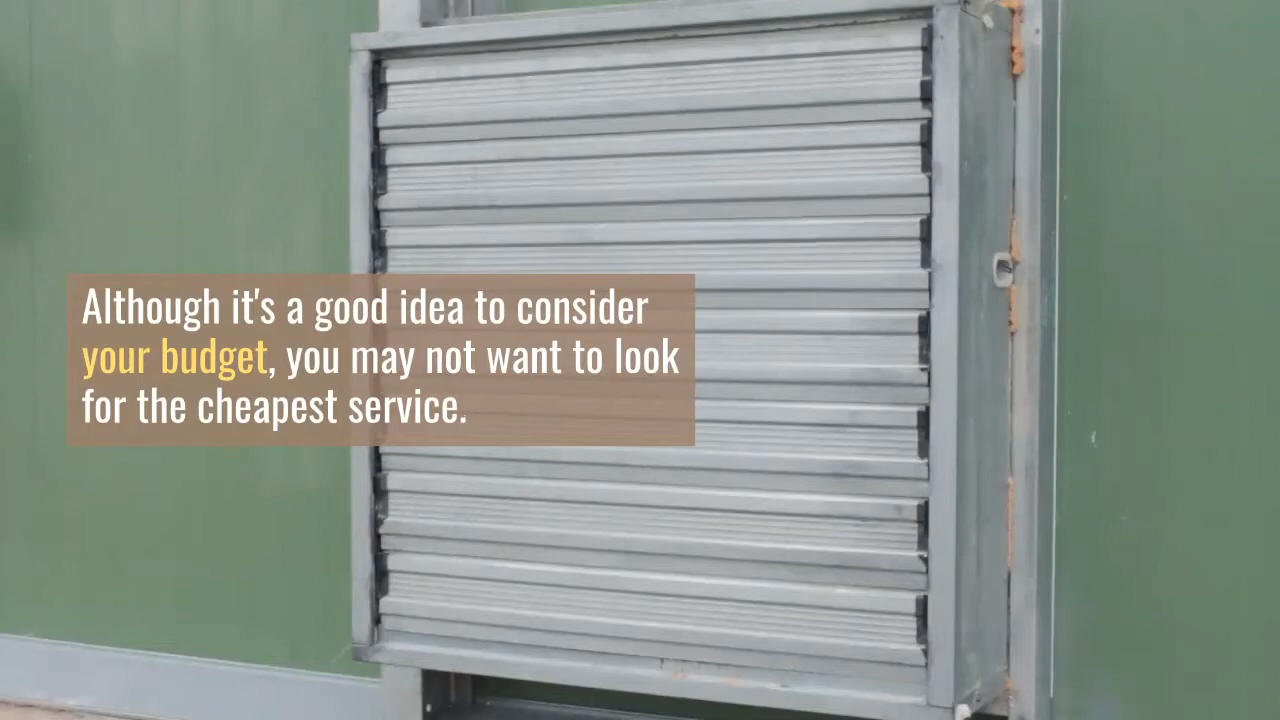 Although it's a good idea to consider
your budget, you may not want to look
for the cheapest service.